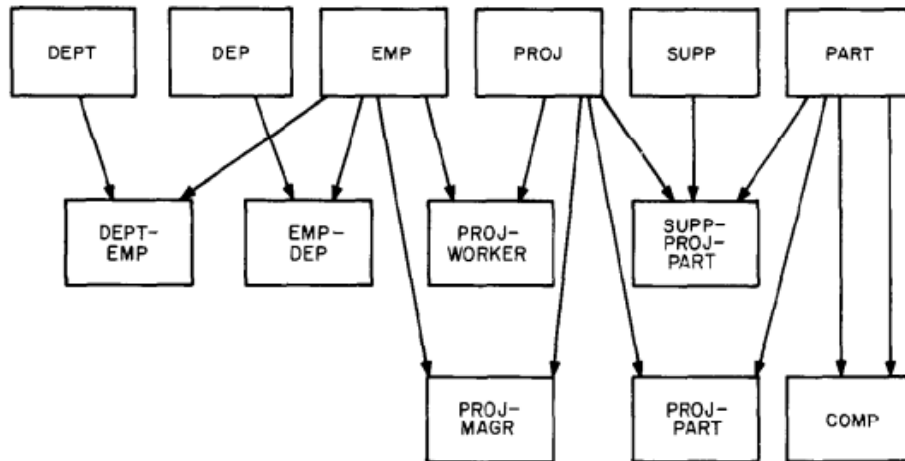 DEPT
DEP
EMP
PROJ
SUPP
PART
DEPT-
EMP
EMP-
DEP
PROJ-
WORKER
SUPP-
PROJ-
PART
PROJ-
MAGR
PROJ-
PART
COMP